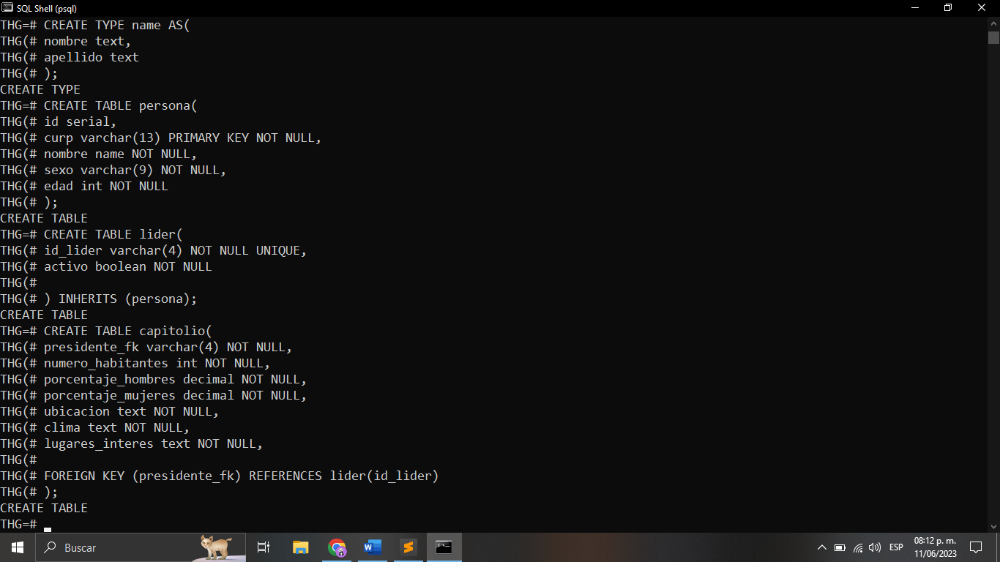 SQL Shell (psql)
THG=# CREATE TYPE name AS(
THG(# nombre text,
THG(# apellido text
THG(# );
CREATE TYPE
THG=# CREATE TABLE persona(
THG(# id serial,
THG(# curp varchar(13) PRIMARY KEY NOT NULL,
THG(# nombre name NOT NULL,
THG(# sexo varchar(9) NOT NULL,
THG(# edad int NOT NULL
THG(# );
CREATE TABLE
THG=# CREATE TABLE lider(
THG(# id_lider varchar(4) NOT NULL UNIQUE,
THG(# activo boolean NOT NULL
THG(#
THG(# ) INHERITS (persona);
CREATE TABLE
THG=# CREATE TABLE capitolio(
THG(# presidente_fk varchar(4) NOT NULL,
THG(# numero_habitantes int NOT NULL,
THG(# porcentaje_hombres decimal NOT NULL,
THG(# porcentaje_mujeres decimal NOT NULL,
THG(# ubicacion text NOT NULL,
THG(# clima text NOT NULL,
THG(# lugares_interes text NOT NULL,
THG(#
THG(# FOREIGN KEY (presidente_fk) REFERENCES lider(id_lider)
THG(# );
CREATE TABLE
THG=#
Buscar
ESP
08:12 p. m.
11/06/2023